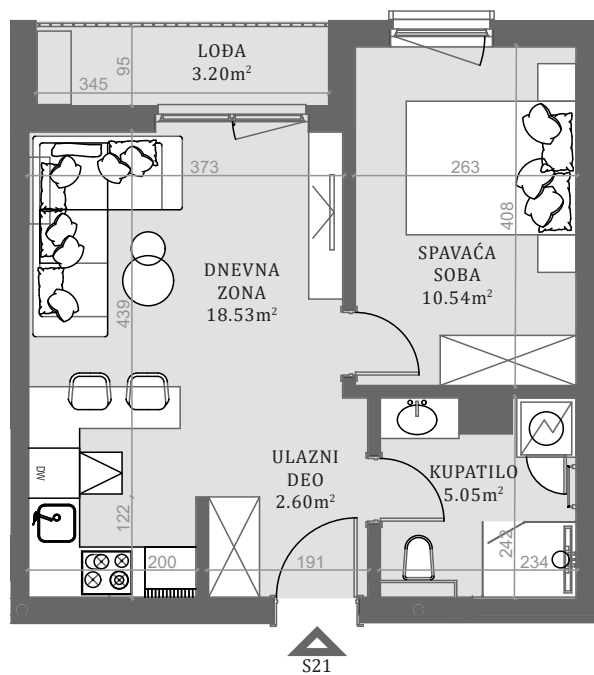 LOĐA
3.20m²
95
345
373
263
408
SPAVAĆA
SOBA
10.54m²
DNEVNA
ZONA
18.53m²
439
ULAZNI
DEO
2.60m²
KUPATILO
5.05m²
DW
122
242
200
191
234
S21